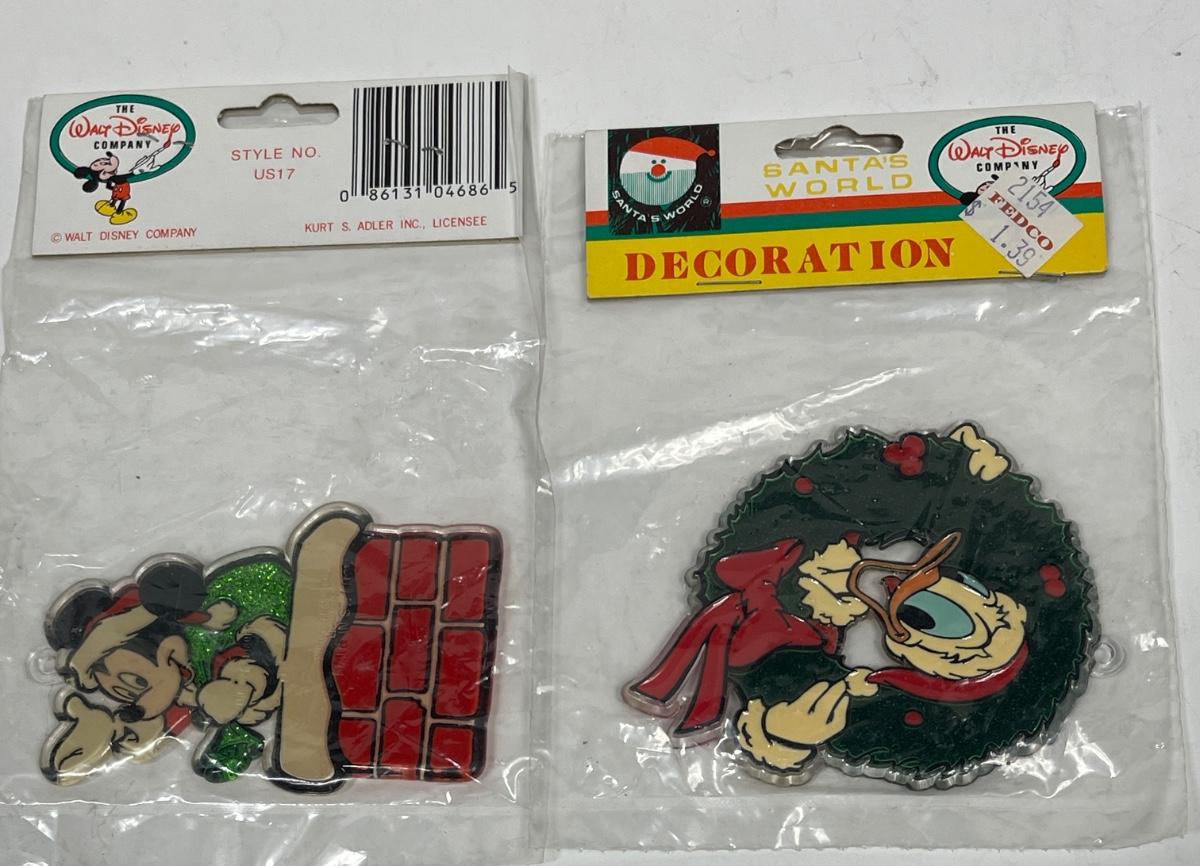 THE
WALT DISNEY
COMPANY
STYLE NO.
US17
0 86131 04686 5
© WALT DISNEY COMPANY
KURT S. ADLER INC., LICENSEE
SANTA'S WORLD ®
SANTA'S
WORLD
THE
WALT DISNEY
COMPANY
2154
FEDCO
$ 1.39
DECORATION